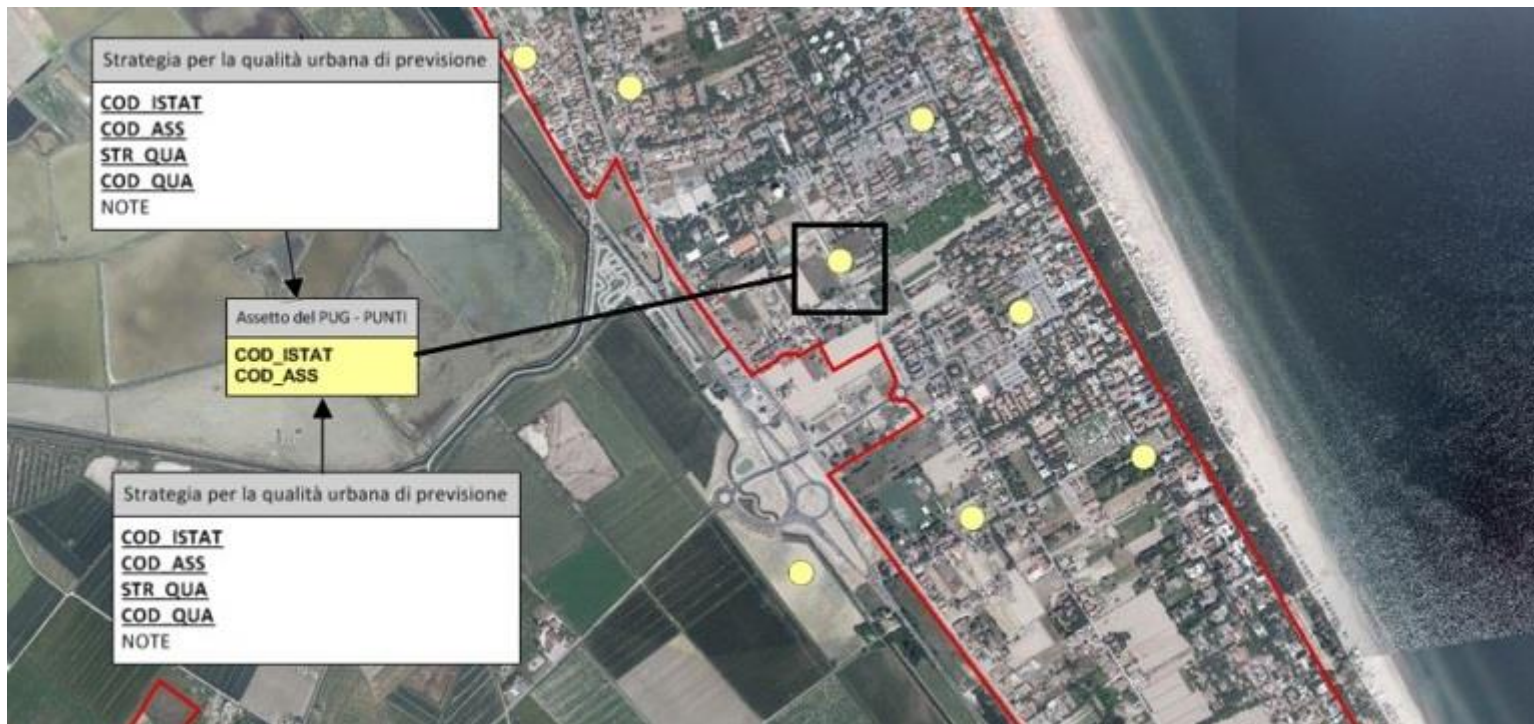 Strategia per la qualità urbana di previsione
COD_ISTAT
COD_ASS
STR_QUA
COD_QUA
NOTE
Assetto del PUG - PUNTI
COD_ISTAT
COD_ASS
Strategia per la qualità urbana di previsione
COD_ISTAT
COD_ASS
STR_QUA
COD_QUA
NOTE